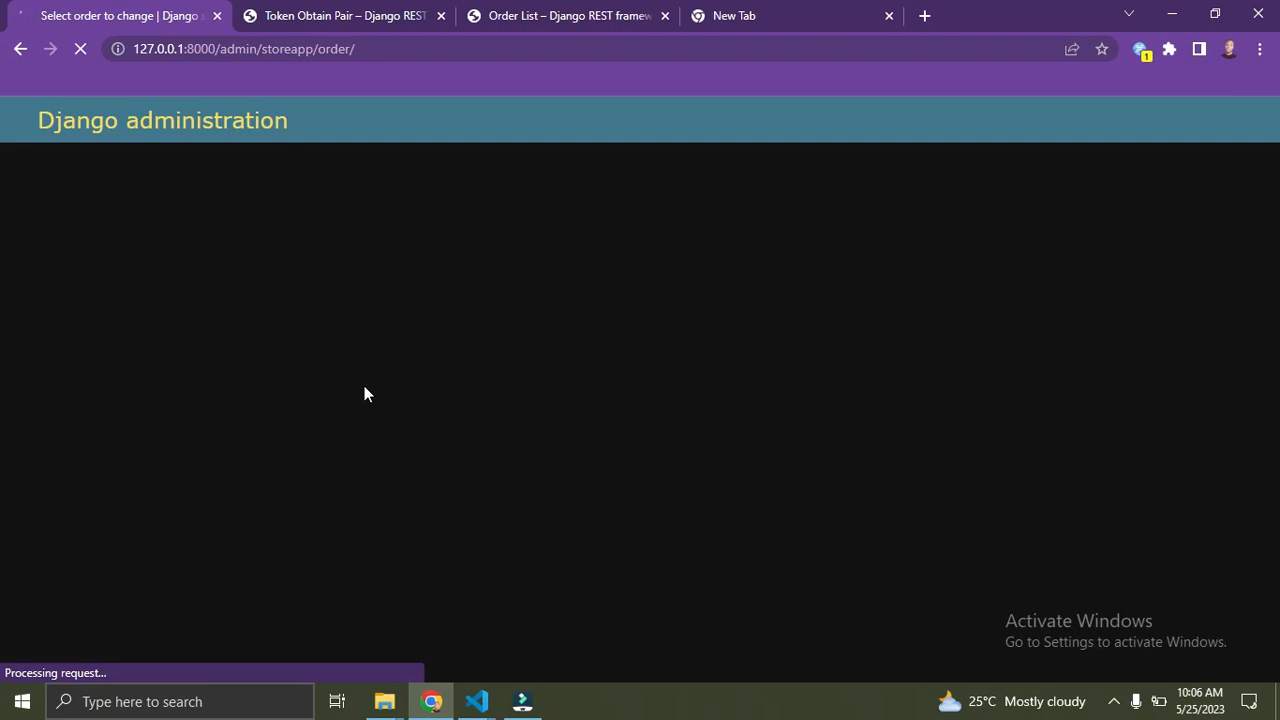 Select order to change | Django s
Token Obtain Pair – Django REST
Order List – Django REST framew
New Tab
127.0.0.1:8000/admin/storeapp/order/
1
Django administration
Activate Windows
Go to Settings to activate Windows.
Processing request...
Type here to search
25°C Mostly cloudy
10:06 AM
5/25/2023